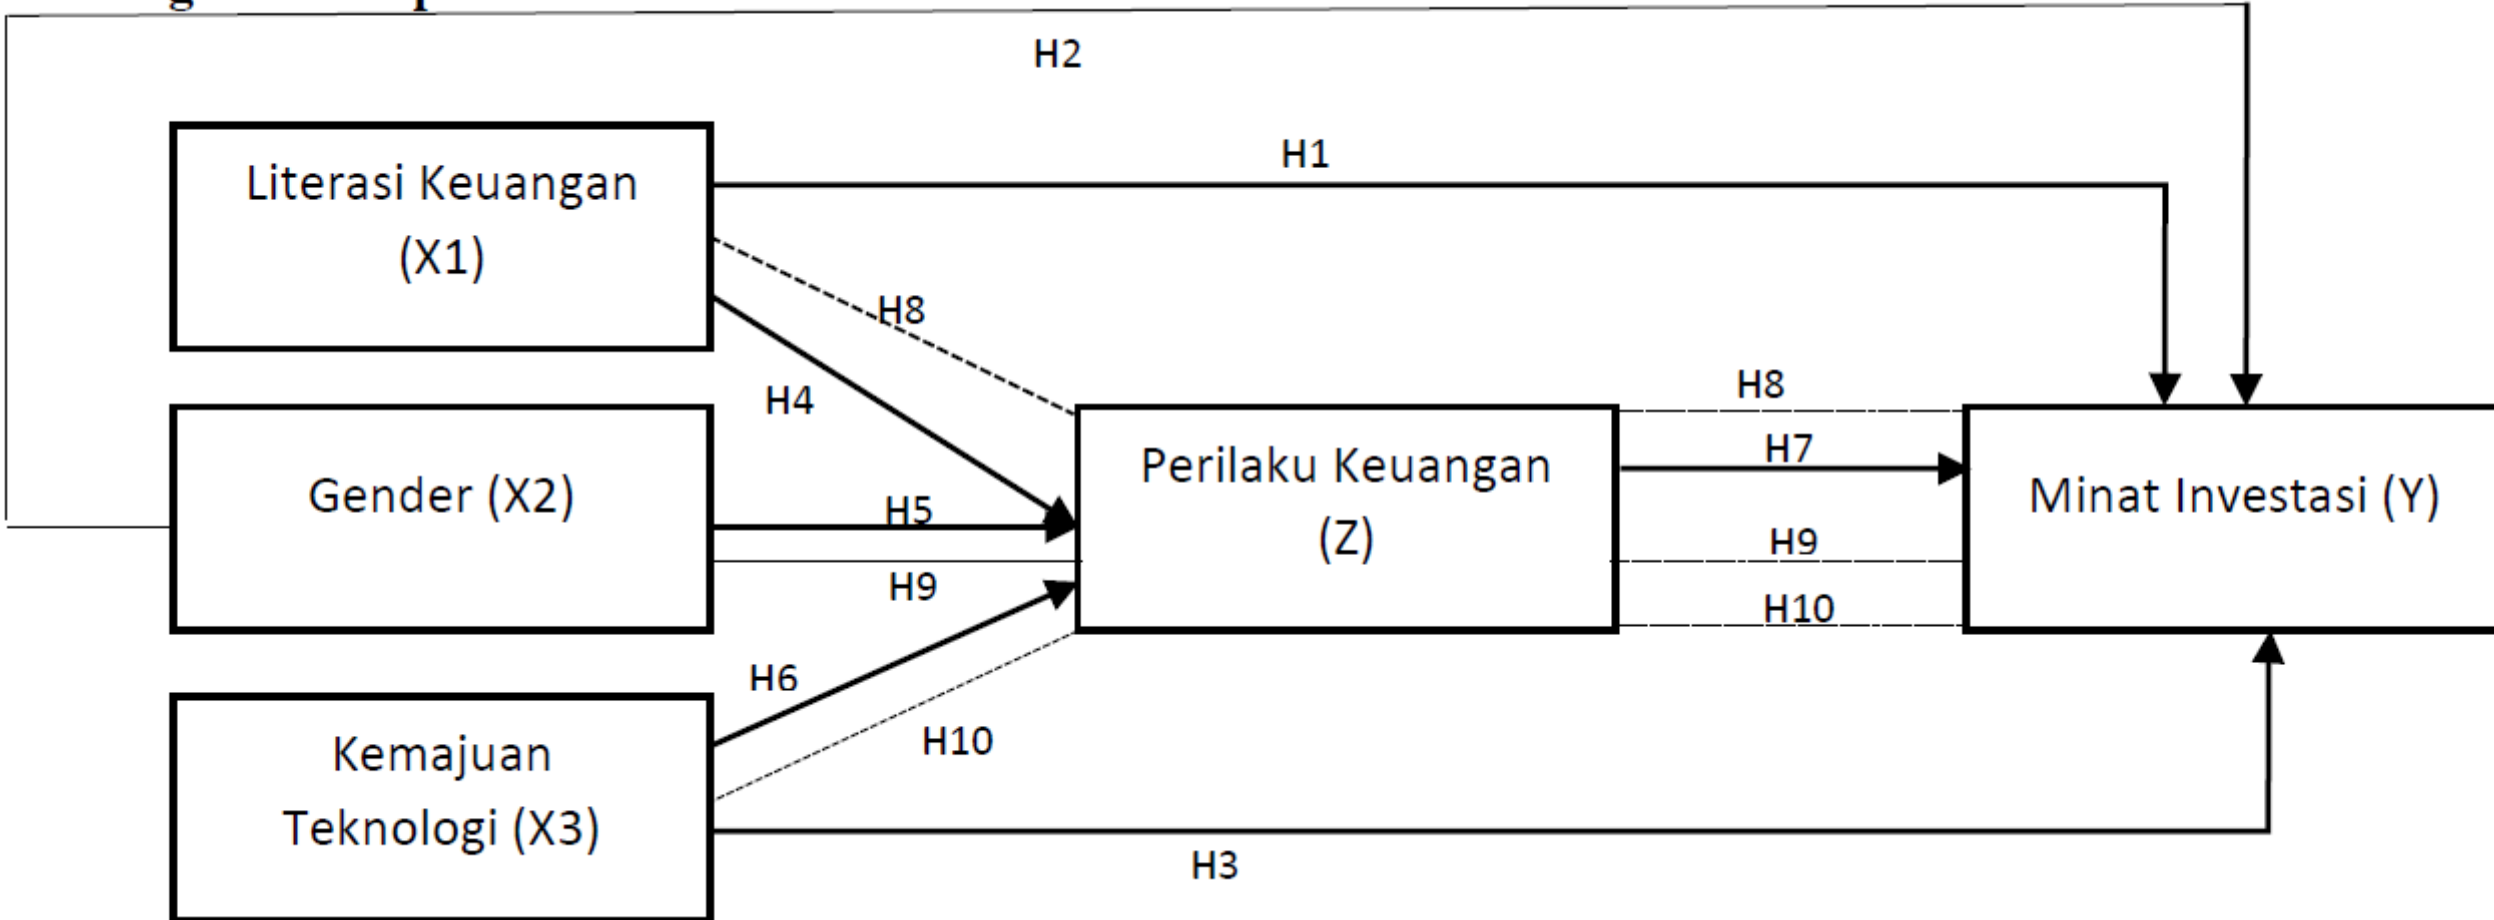 H2
H1
Literasi Keuangan
(X1)
H8
H4
H8
Perilaku Keuangan
(Z)
H7
Gender (X2)
H5
Minat Investasi (Y)
H9
H9
H10
H6
H10
Kemajuan
Teknologi (X3)
H3